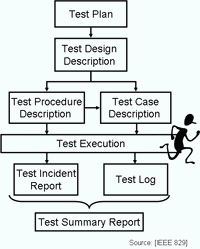 Test Plan
Test Design
Description
Test Procedure
Description
Test Case
Description
Test Execution
Test Incident
Report
Test Log
Test Summary Report
Source: [IEEE 829]